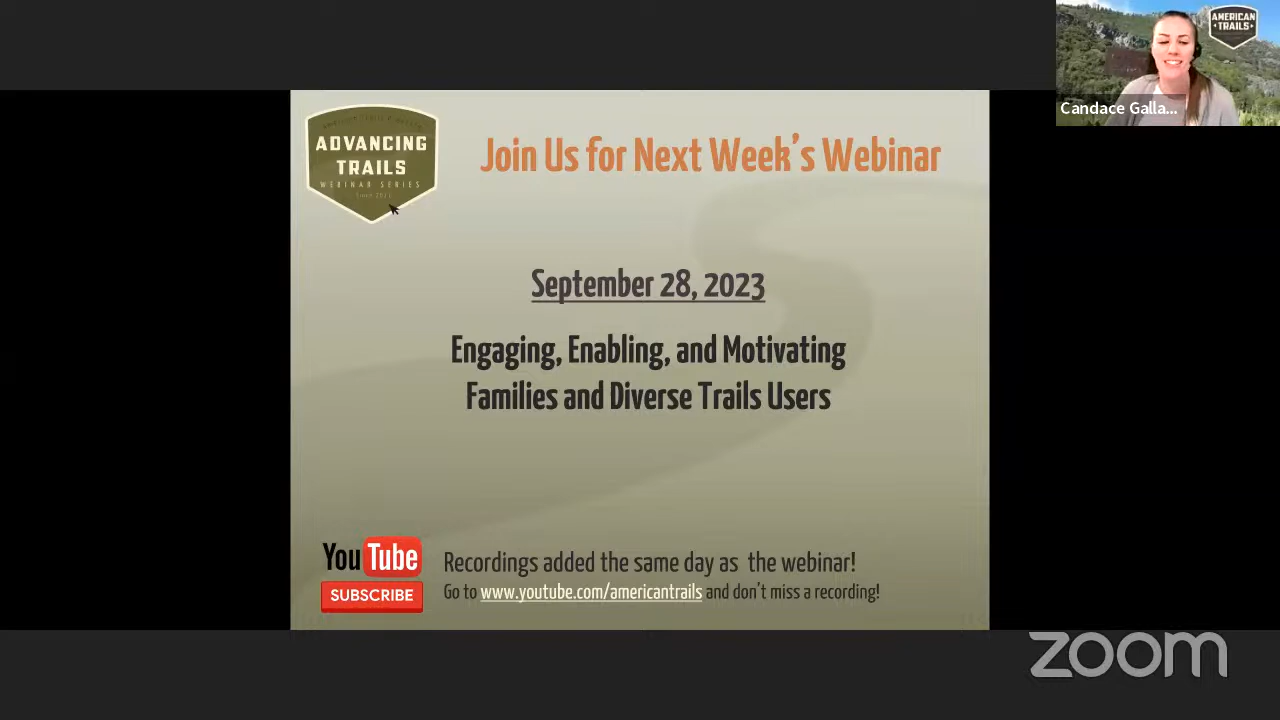 AMERICAN
TRAILS
Candace Galla...
ADVANCING
TRAILS
WEBINAR SERIES
Join Us for Next Week's Webinar
September 28, 2023
Engaging, Enabling, and Motivating
Families and Diverse Trails Users
YouTube
SUBSCRIBE
Recordings added the same day as the webinar!
Go to www.youtube.com/americantrails and don't miss a recording!
zoom